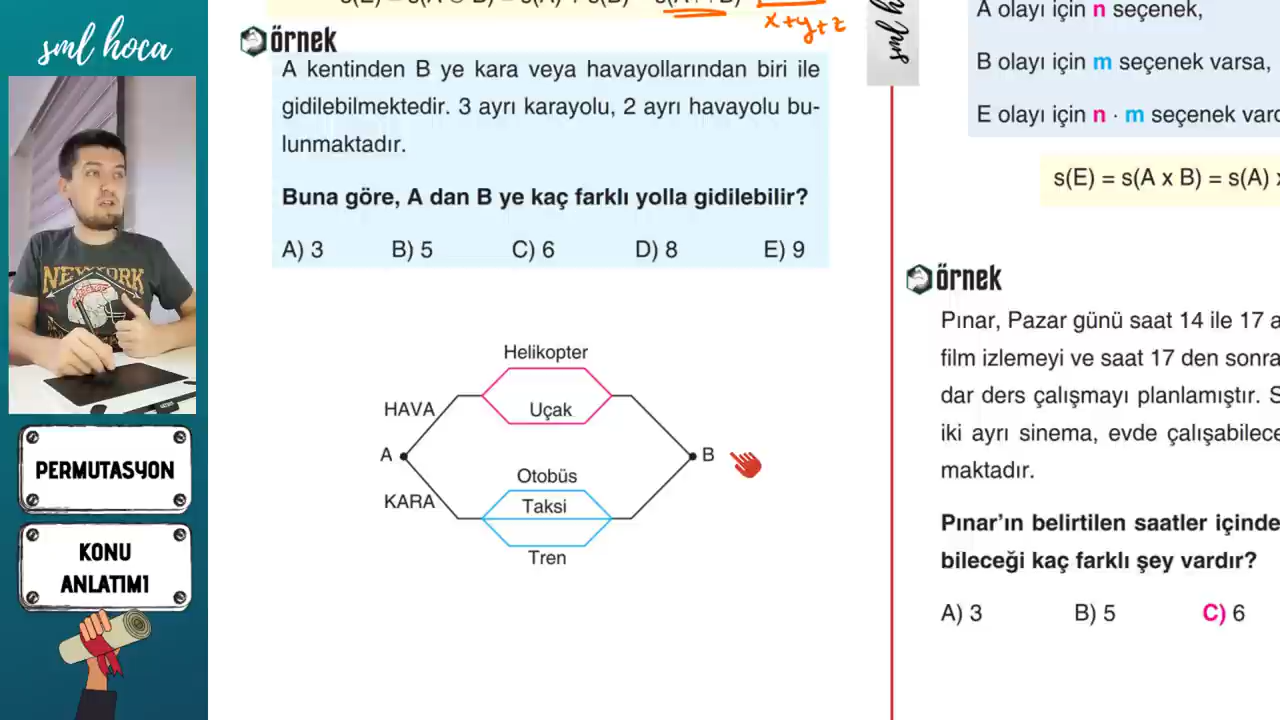 sml hoca
PERMUTASYON
KONU
ANLATIMI
x+y+z
örnek
A kentinden B ye kara veya havayollarından biri ile
gidilebilmektedir. 3 ayrı karayolu, 2 ayrı havayolu bu-
lunmaktadır.
Buna göre, A dan B ye kaç farklı yolla gidilebilir?
A) 3 B) 5 C) 6 D) 8 E) 9
Helikopter
HAVA
Uçak
A
B
Otobüs
KARA
Taksi
Tren
A olayı için n seçenek,
B olayı için m seçenek varsa,
E olayı için n · m seçenek
s(E) = s(A x B) = s(A)
örnek
Pınar, Pazar günü saat 14 ile 17
film izlemeyi ve saat 17 den
dar ders çalışmayı planlamıştır.
iki ayrı sinema, evde
maktadır.
Pınar'ın belirtilen saatler
bileceği kaç farklı şey vardır?
A) 3 B) 5 C) 6